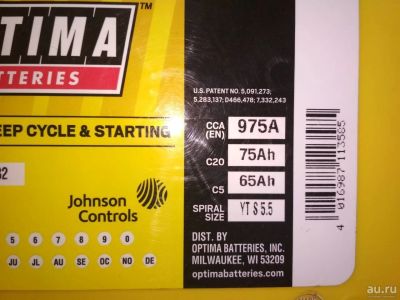 TIMA
TM
ATTERIES
U.S. PATENT NO. 5,091,273;
5,283,137; D466,478; 7,332,243
EEP CYCLE & STARTING
CCA (EN) 975A
C20 75Ah
C5 65Ah
SPIRAL SIZE YT S 5.5
82
Johnson
Controls
5 6 7 8 9 0
JU JL AU SE OC NO DE
DIST. BY
OPTIMA BATTERIES, INC.
MILWAUKEE, WI 53209
optimabatteries.com
4 016987 113585
au.ru